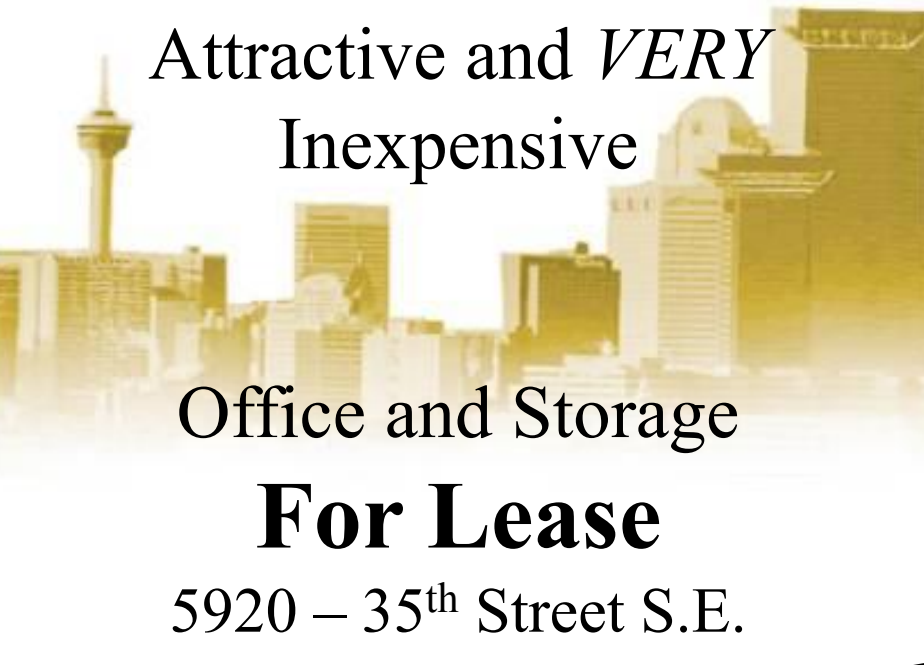 Attractive and VERY
Inexpensive
Office and Storage
For Lease
5920 – 35th Street S.E.